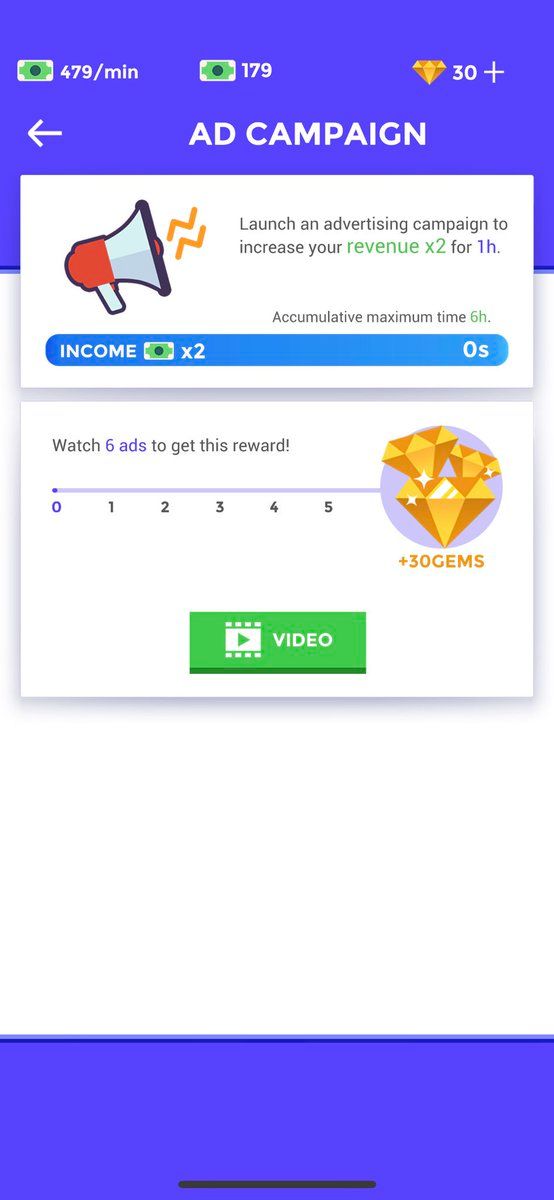 479/min 179 30 +
AD CAMPAIGN
Launch an advertising campaign to
increase your revenue x2 for 1h.
Accumulative maximum time 6h.
INCOME x2 0s
Watch 6 ads to get this reward!
0 1 2 3 4 5
+30GEMS
VIDEO